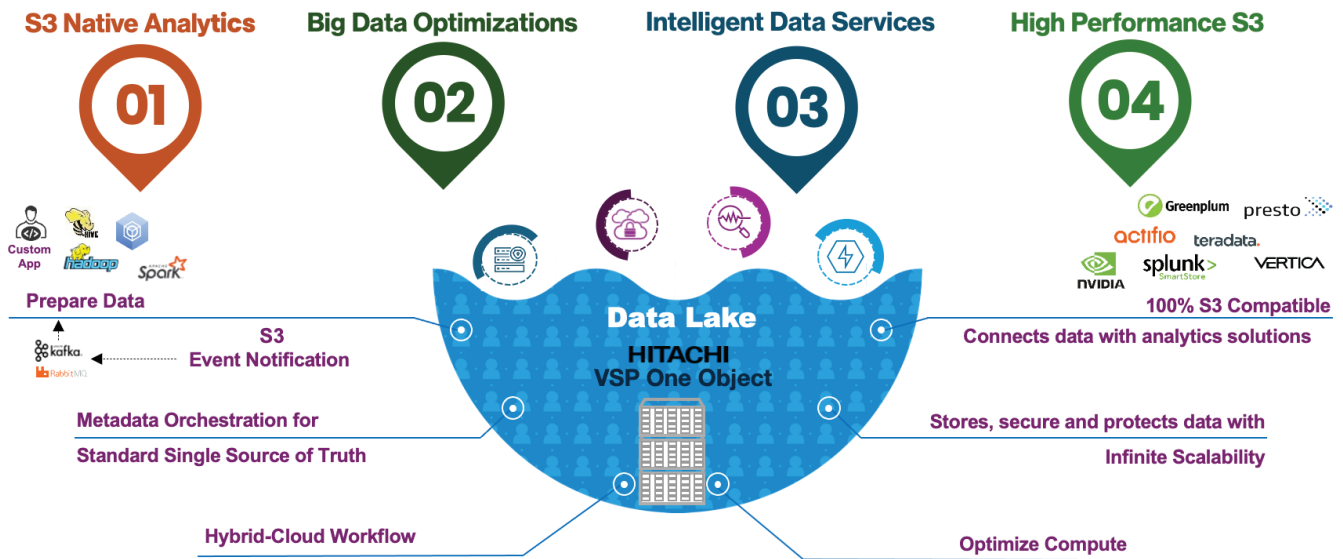 S3 Native Analytics
Big Data Optimizations
Intelligent Data Services
High Performance S3
01
02
03
04
Custom
App
HIVE
hadoop
APACHE
Spark
Greenplum
presto
actifio
teradata.
NVIDIA
splunk>
SmartStore
VERTICA
Prepare Data
S3
Event Notification
kafka.
RabbitMQ
Metadata Orchestration for
Standard Single Source of Truth
Hybrid-Cloud Workflow
Data Lake
HITACHI
VSP One Object
100% S3 Compatible
Connects data with analytics solutions
Stores, secure and protects data with
Infinite Scalability
Optimize Compute